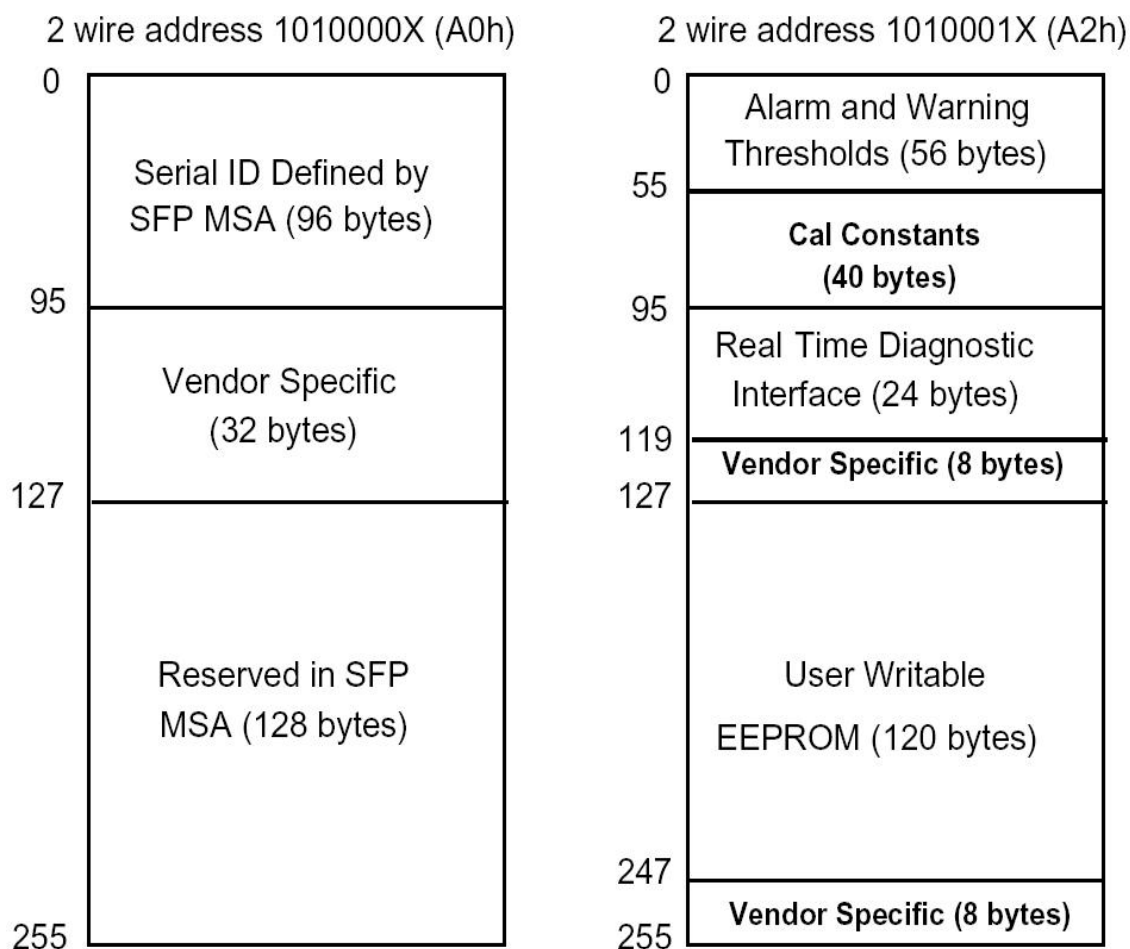 2 wire address 1010000X (A0h)
0
Serial ID Defined by
SFP MSA (96 bytes)
95
Vendor Specific
(32 bytes)
127
Reserved in SFP
MSA (128 bytes)
255
2 wire address 1010001X (A2h)
0
Alarm and Warning
Thresholds (56 bytes)
55
Cal Constants
(40 bytes)
95
Real Time Diagnostic
Interface (24 bytes)
119
Vendor Specific (8 bytes)
127
User Writable
EEPROM (120 bytes)
247
Vendor Specific (8 bytes)
255